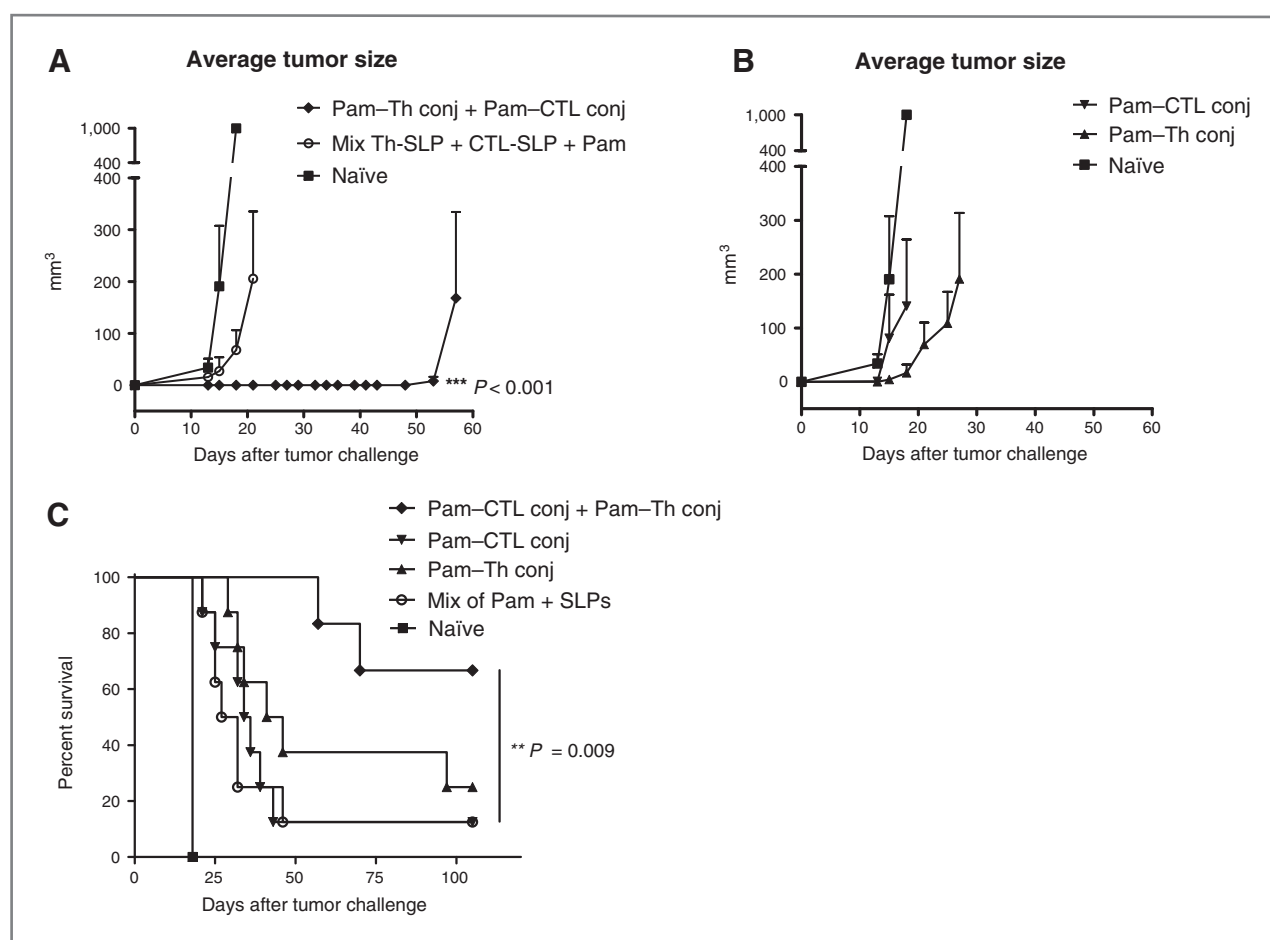 A
Average tumor size
Pam–Th conj + Pam–CTL conj
Mix Th-SLP + CTL-SLP + Pam
Naïve
1,000
400
400
300
200
100
0
mm3
*** P < 0.001
0 10 20 30 40 50 60
Days after tumor challenge
B
Average tumor size
Pam–CTL conj
Pam–Th conj
Naïve
1,000
400
400
300
200
100
0
mm3
0 10 20 30 40 50 60
Days after tumor challenge
C
Pam–CTL conj + Pam–Th conj
Pam–CTL conj
Pam–Th conj
Mix of Pam + SLPs
Naïve
100
80
60
40
20
0
Percent survival
** P = 0.009
0 25 50 75 100
Days after tumor challenge